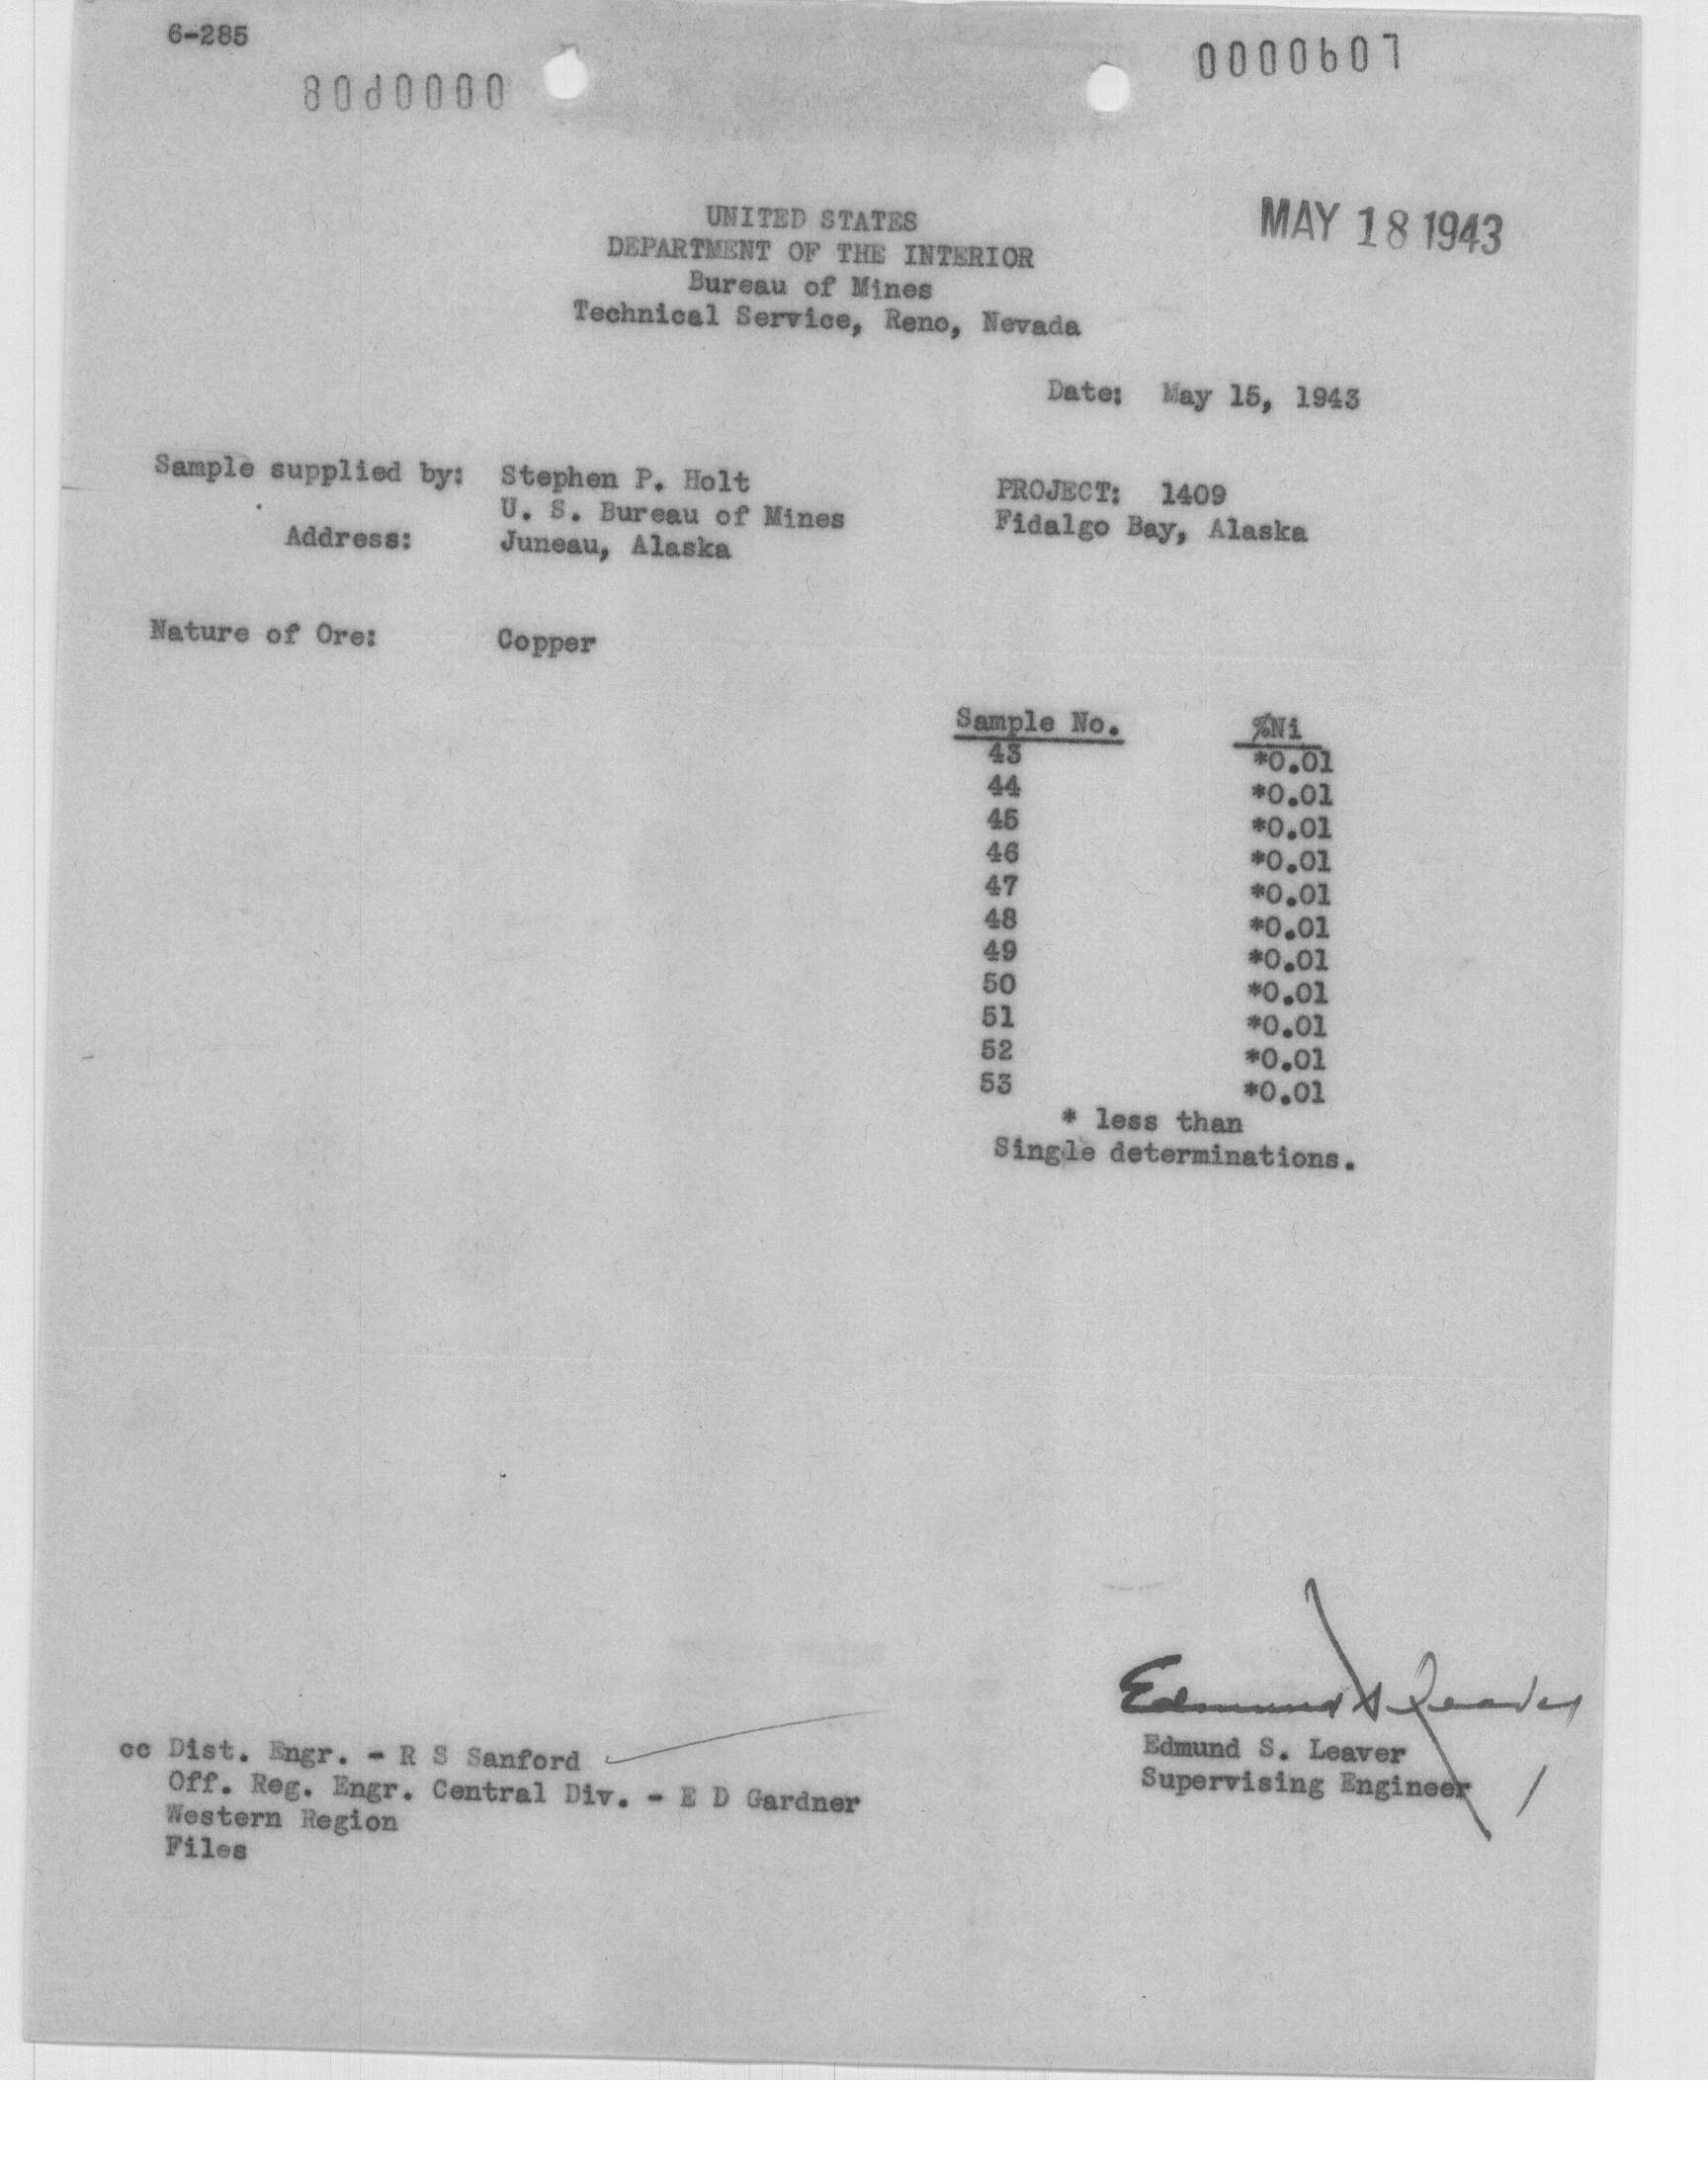 6-285
0000607
UNITED STATES
MAY 18 1943
DEPARTMENT OF THE INTERIOR
Bureau of Mines
Technical Service, Reno, Nevada
Date: May 15, 1943
Sample supplied by: Stephen P. Holt
U. S. Bureau of Mines
Address: Juneau, Alaska
PROJECT: 1409
Fidalgo Bay, Alaska
Nature of Ore: Copper
Sample No. %Ni
43 *0.01
44 *0.01
45 *0.01
46 *0.01
47 *0.01
48 *0.01
49 *0.01
50 *0.01
51 *0.01
52 *0.01
53 *0.01
* less than
Single determinations.
Edmund S Leaver
Edmund S. Leaver
Supervising Engineer
cc Dist. Engr. - R S Sanford
Off. Reg. Engr. Central Div. - E D Gardner
Western Region
Files